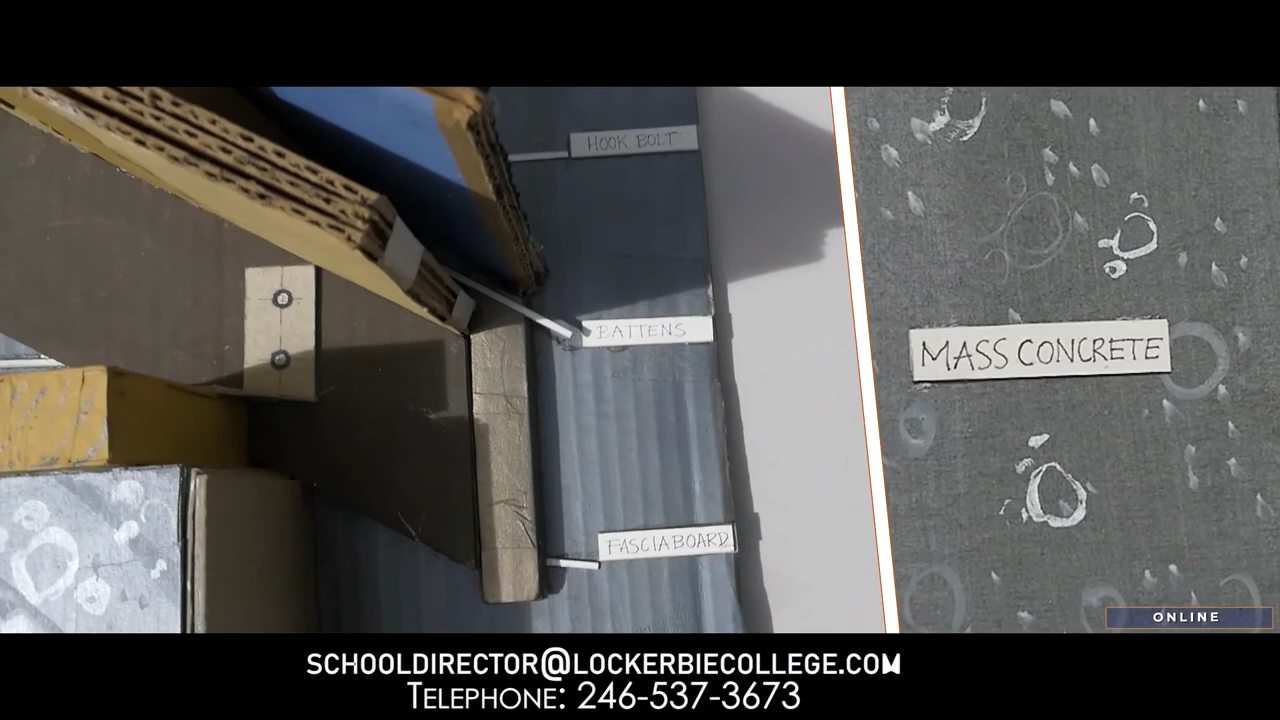 HOOK BOLT
BATTENS
FASCIABOARD
MASS CONCRETE
ONLINE
SCHOOLDIRECTOR@LOCKERBIECOLLEGE.COM
TELEPHONE: 246-537-3673